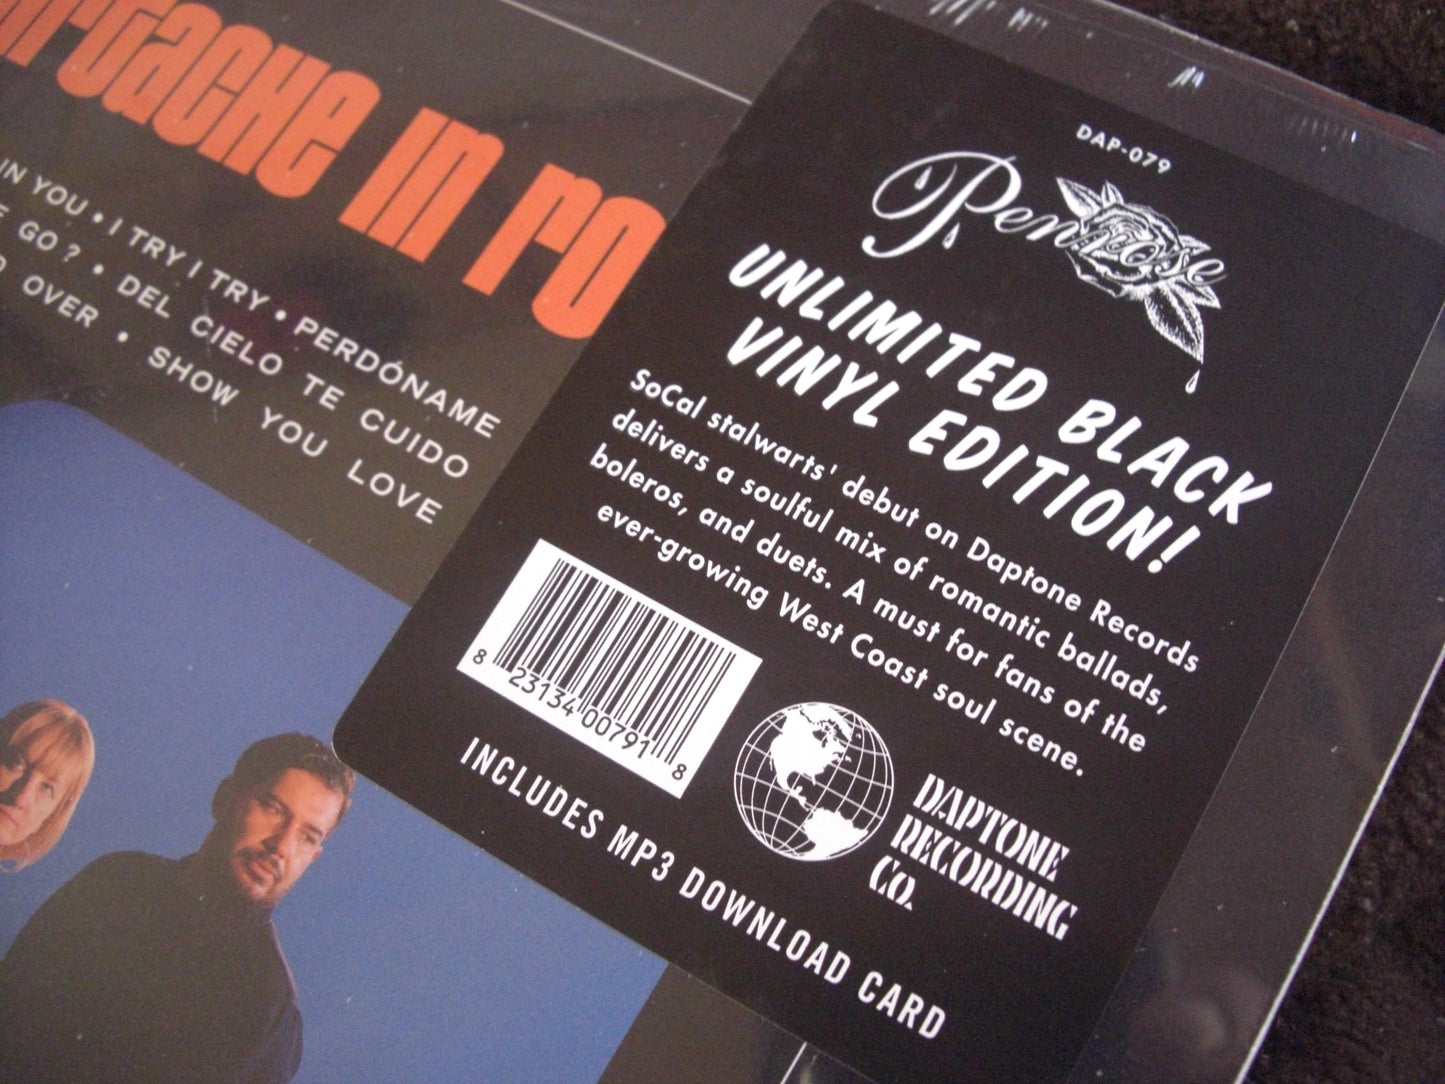 IN RO
IN YOU • I TRY I TRY • PERDÓNAME
GO? • DEL CIELO TE CUIDO
OVER • SHOW YOU LOVE
DAP-079
Penrose
UNLIMITED BLACK
VINYL EDITION!
SoCal stalwarts' debut on Daptone Records
delivers a soulful mix of romantic ballads,
boleros, and duets. A must for fans of the
ever-growing West Coast soul scene.
8 23134 00791 8
DAPTONE
RECORDING
CO.
INCLUDES MP3 DOWNLOAD CARD